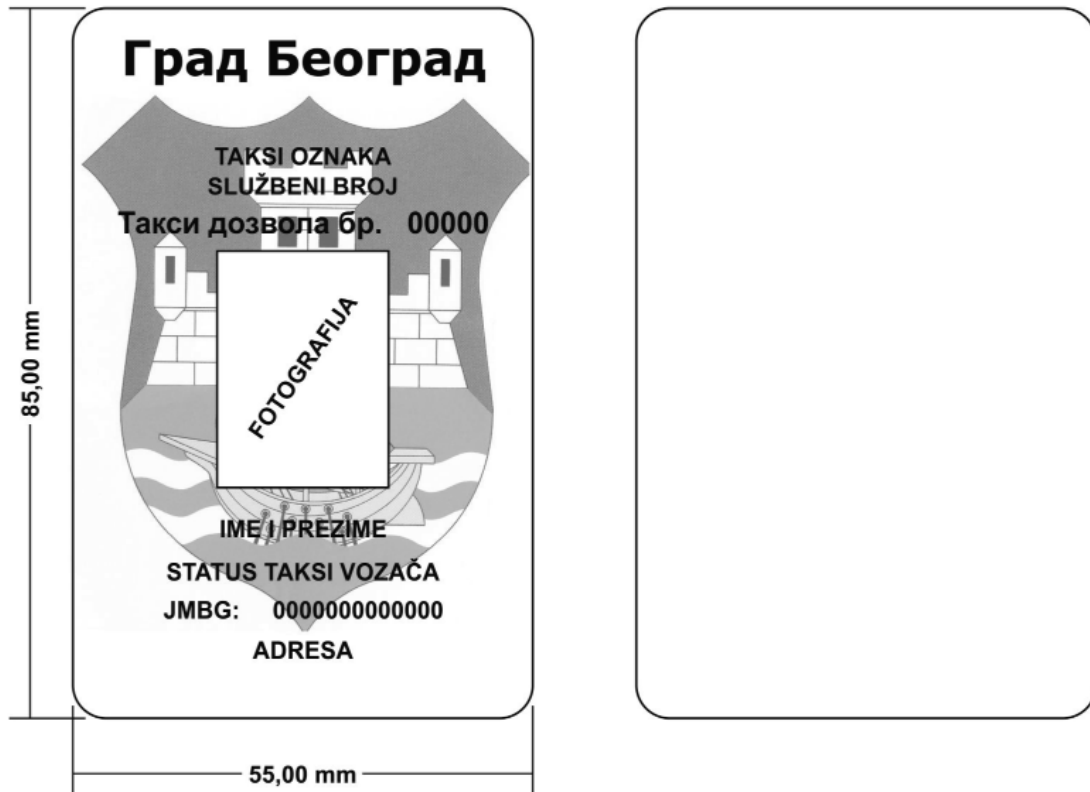 Град Београд
TAKSI OZNAKA
SLUŽBENI BROJ
Такси дозвола бр. 00000
FOTOGRAFIJA
IME I PREZIME
STATUS TAKSI VOZAČA
JMBG: 0000000000000
ADRESA
85,00 mm
55,00 mm